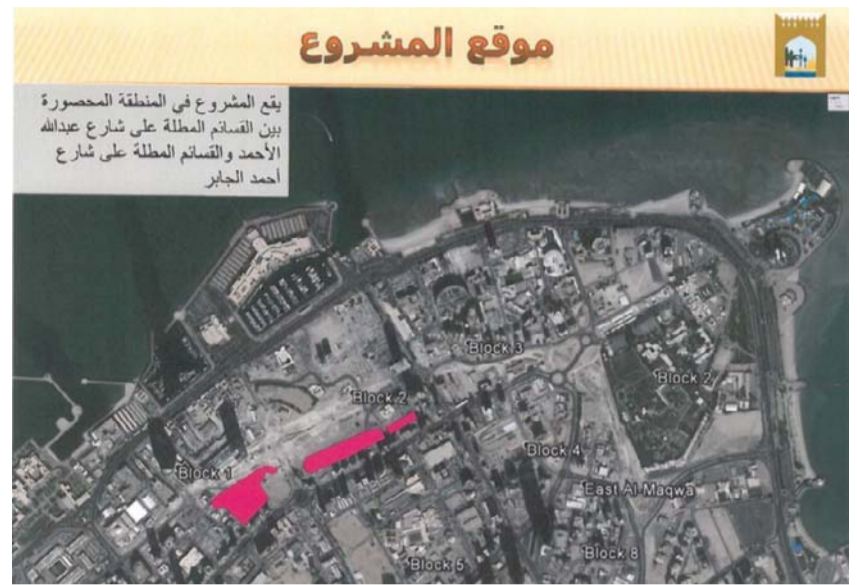 موقع المشروع
يقع المشروع في المنطقة المحصورة
بين القسائم المطلة على شارع عبدالله
الأحمد والقسائم المطلة على شارع
أحمد الجابر
Block 3
Block 2
Block 2
Block 4
Block 1
East Al-Maqwa
Block 5
Block 8